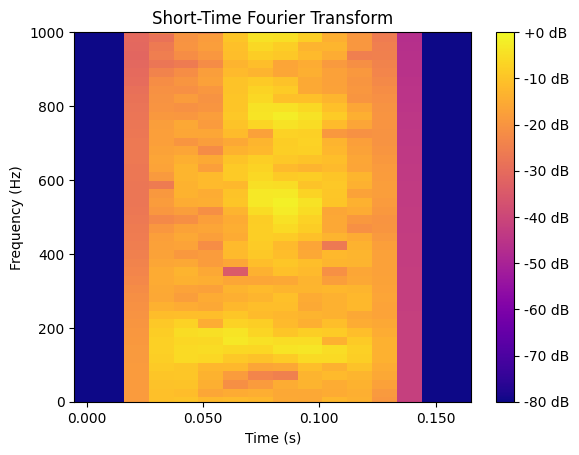 Short-Time Fourier Transform
1000
800
600
400
200
0
Frequency (Hz)
0.000
0.050
0.100
0.150
Time (s)
+0 dB
-10 dB
-20 dB
-30 dB
-40 dB
-50 dB
-60 dB
-70 dB
-80 dB